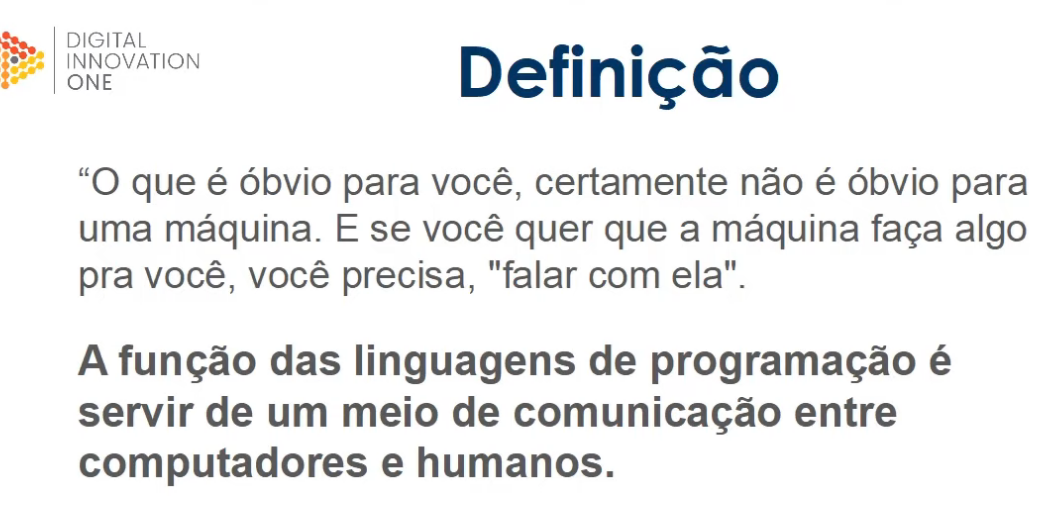 DIGITAL
INNOVATION
ONE
Definição
“O que é óbvio para você, certamente não é óbvio para
uma máquina. E se você quer que a máquina faça algo
pra você, você precisa, "falar com ela".
A função das linguagens de programação é
servir de um meio de comunicação entre
computadores e humanos.